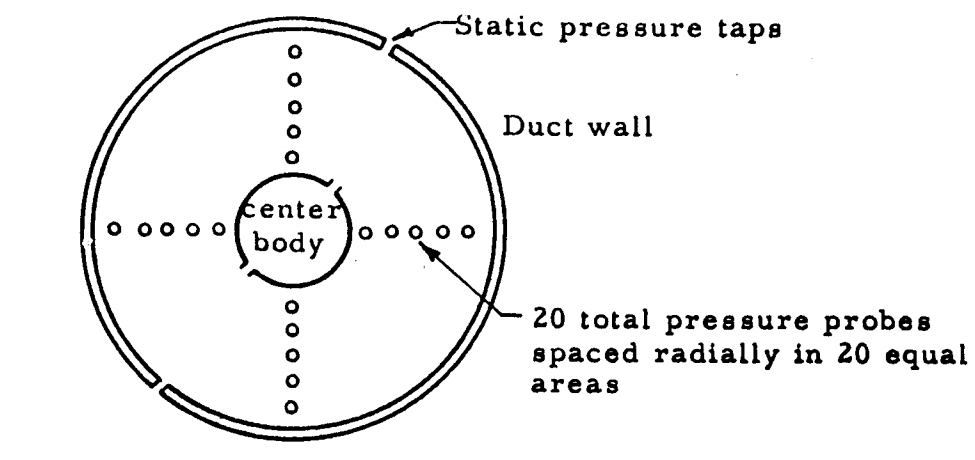 Static pressure taps
Duct wall
center
body
20 total pressure probes
spaced radially in 20 equal
areas